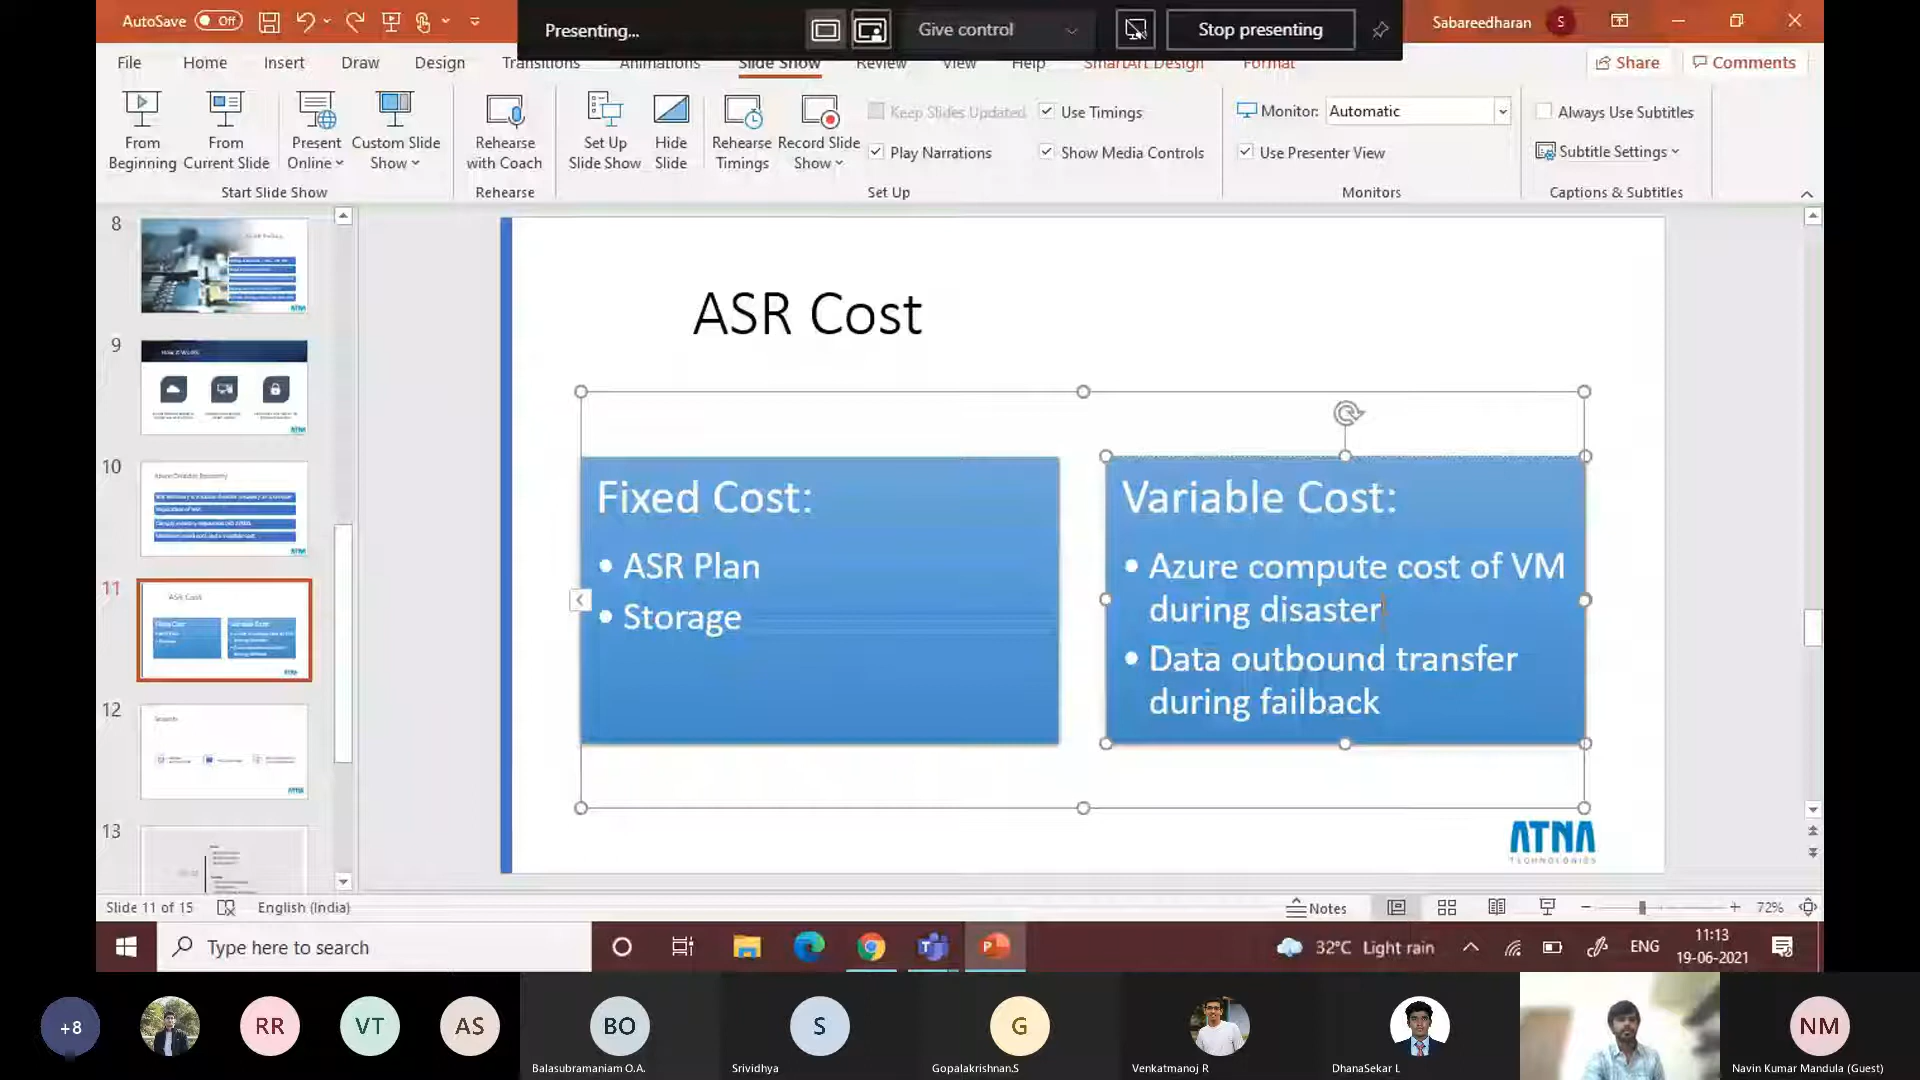 AutoSave Off
Presenting...
Give control
Stop presenting
Sabareedharan S
File Home Insert Draw Design Transitions Animations Slide Show Review View Help SmartArt Design Format
Share
Comments
From Beginning
From Current Slide
Present Online
Custom Slide Show
Rehearse with Coach
Set Up Slide Show
Hide Slide
Rehearse Timings
Record Slide Show
Keep Slides Updated
Use Timings
Play Narrations
Show Media Controls
Monitor: Automatic
Use Presenter View
Always Use Subtitles
Subtitle Settings
Start Slide Show
Rehearse
Set Up
Monitors
Captions & Subtitles
8
9
10
11
12
13
ASR Cost
Fixed Cost:
• ASR Plan
• Storage
Variable Cost:
• Azure compute cost of VM
during disaster
• Data outbound transfer
during failback
ATNA
TECHNOLOGIES
Slide 11 of 15
English (India)
Notes
72%
Type here to search
32°C Light rain
ENG
11:13
19-06-2021
+8
RR
VT
AS
BO
Balasubramaniam O.A.
S
Srividhya
G
Gopalakrishnan.S
Venkatmanoj R
DhanaSekar L
NM
Navin Kumar Mandula (Guest)